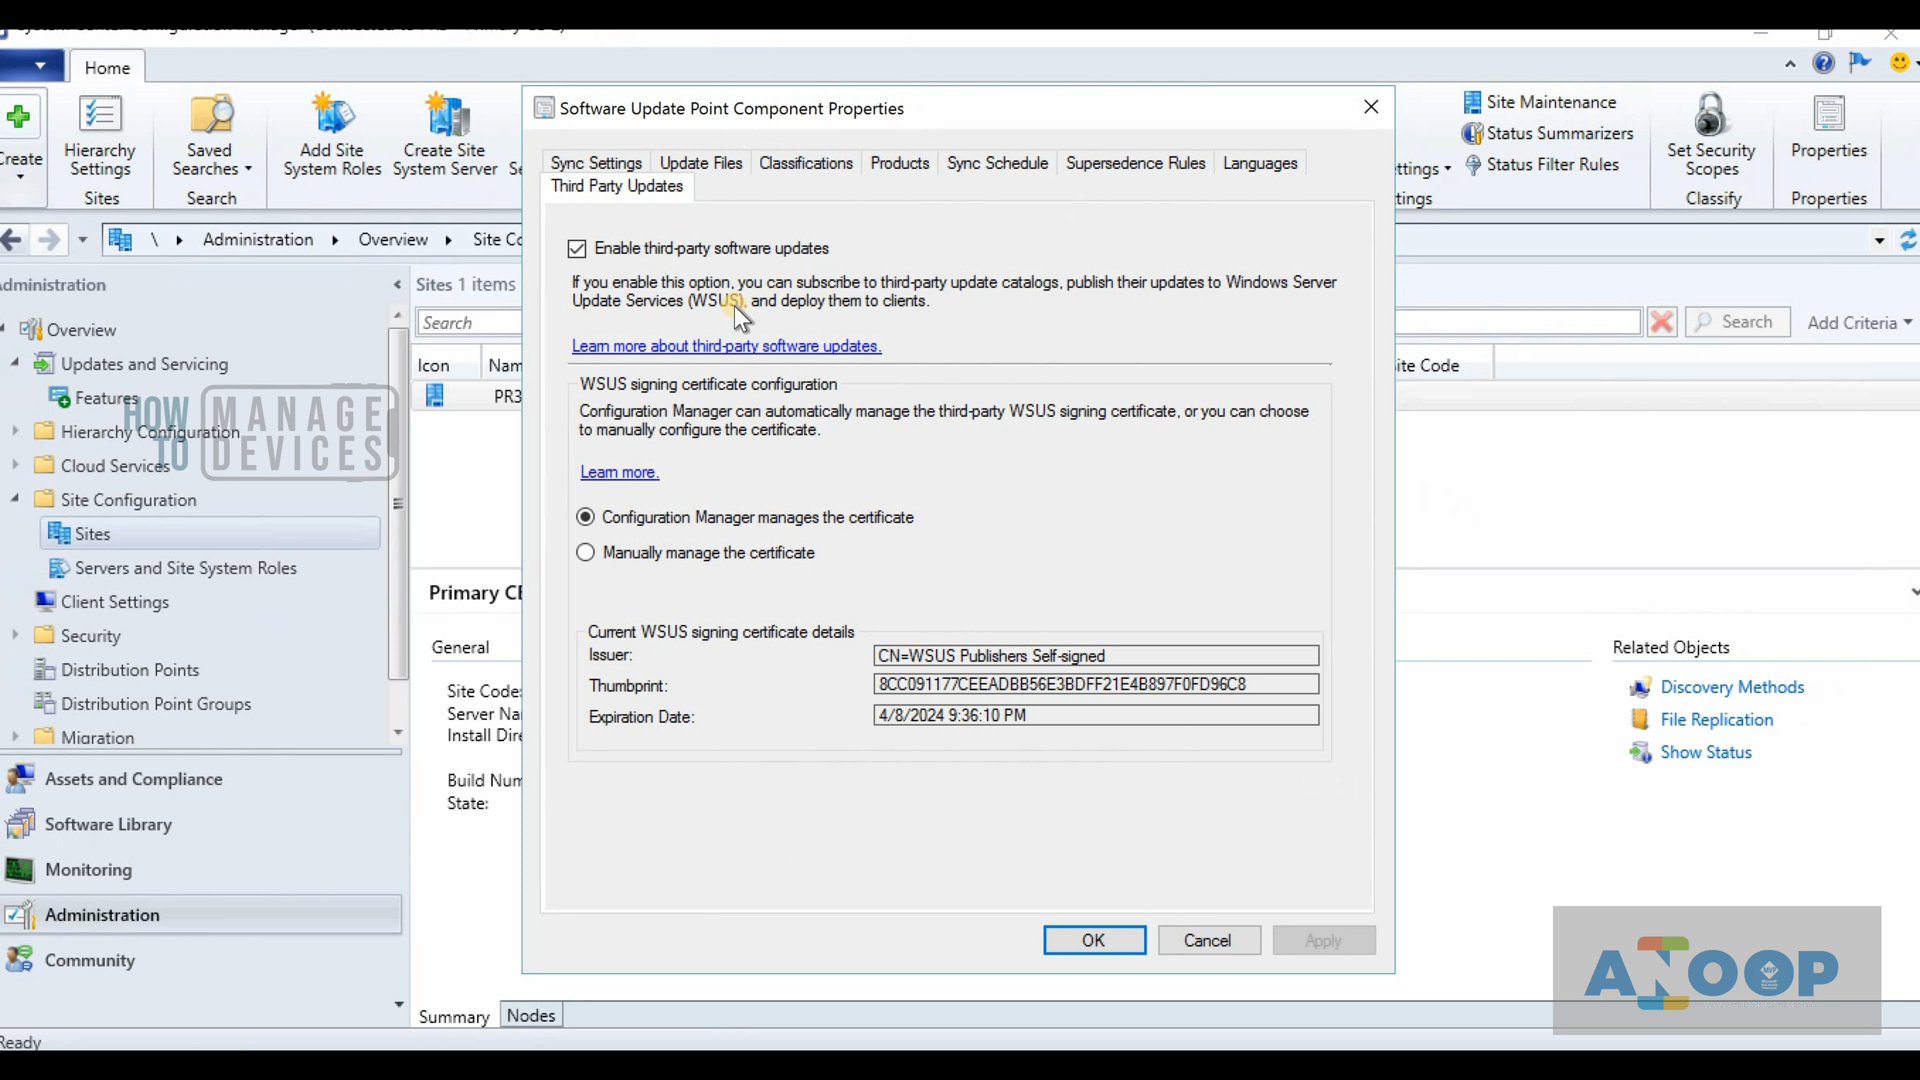 Home
Create
Hierarchy
Settings
Sites
Saved
Searches
Search
Add Site
System Roles
Create Site
System Server
Site Maintenance
Status Summarizers
Status Filter Rules
Set Security
Scopes
Classify
Properties
Properties
\ Administration Overview Site Co
Administration
Overview
Updates and Servicing
Features
Hierarchy Configuration
Cloud Services
Site Configuration
Sites
Servers and Site System Roles
Client Settings
Security
Distribution Points
Distribution Point Groups
Migration
HOW TO
MANAGE
DEVICES
Assets and Compliance
Software Library
Monitoring
Administration
Community
Ready
Sites 1 items
Search
Search
Add Criteria
Icon
Nam
ite Code
PR3
Primary CE
General
Site Code:
Server Na
Install Dire
Build Num
State:
Summary
Nodes
Related Objects
Discovery Methods
File Replication
Show Status
Software Update Point Component Properties
Sync Settings Update Files Classifications Products Sync Schedule Supersedence Rules Languages
Third Party Updates
Enable third-party software updates
If you enable this option, you can subscribe to third-party update catalogs, publish their updates to Windows Server
Update Services (WSUS), and deploy them to clients.
Learn more about third-party software updates.
WSUS signing certificate configuration
Configuration Manager can automatically manage the third-party WSUS signing certificate, or you can choose
to manually configure the certificate.
Learn more.
Configuration Manager manages the certificate
Manually manage the certificate
Current WSUS signing certificate details
Issuer: CN=WSUS Publishers Self-signed
Thumbprint: 8CC091177CEEADBB56E3BDFF21E4B897F0FD96C8
Expiration Date: 4/8/2024 9:36:10 PM
OK
Cancel
Apply
ANOOP